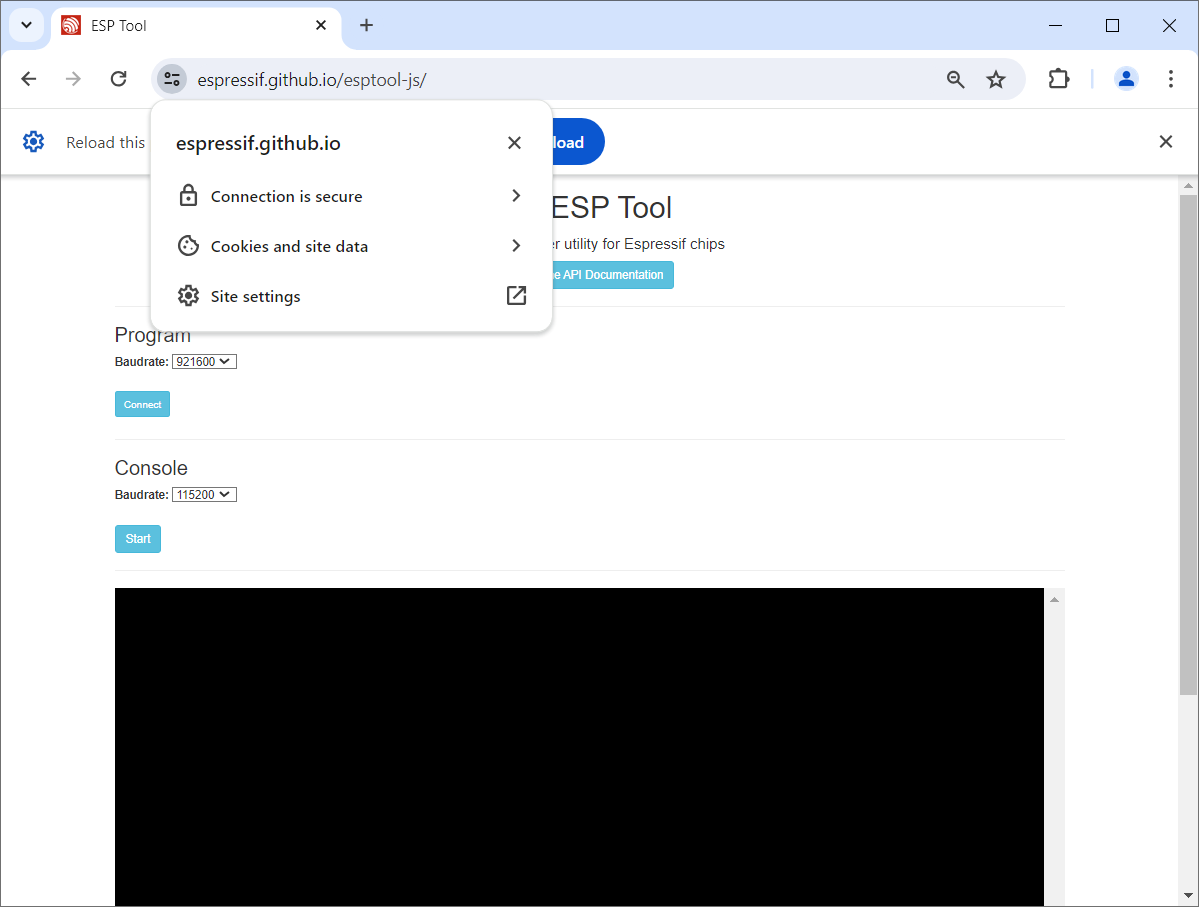 ESP Tool
espressif.github.io/esptool-js/
Reload this
load
espressif.github.io
Connection is secure
Cookies and site data
Site settings
ESP Tool
er utility for Espressif chips
e API Documentation
Program
Baudrate: 921600
Connect
Console
Baudrate: 115200
Start